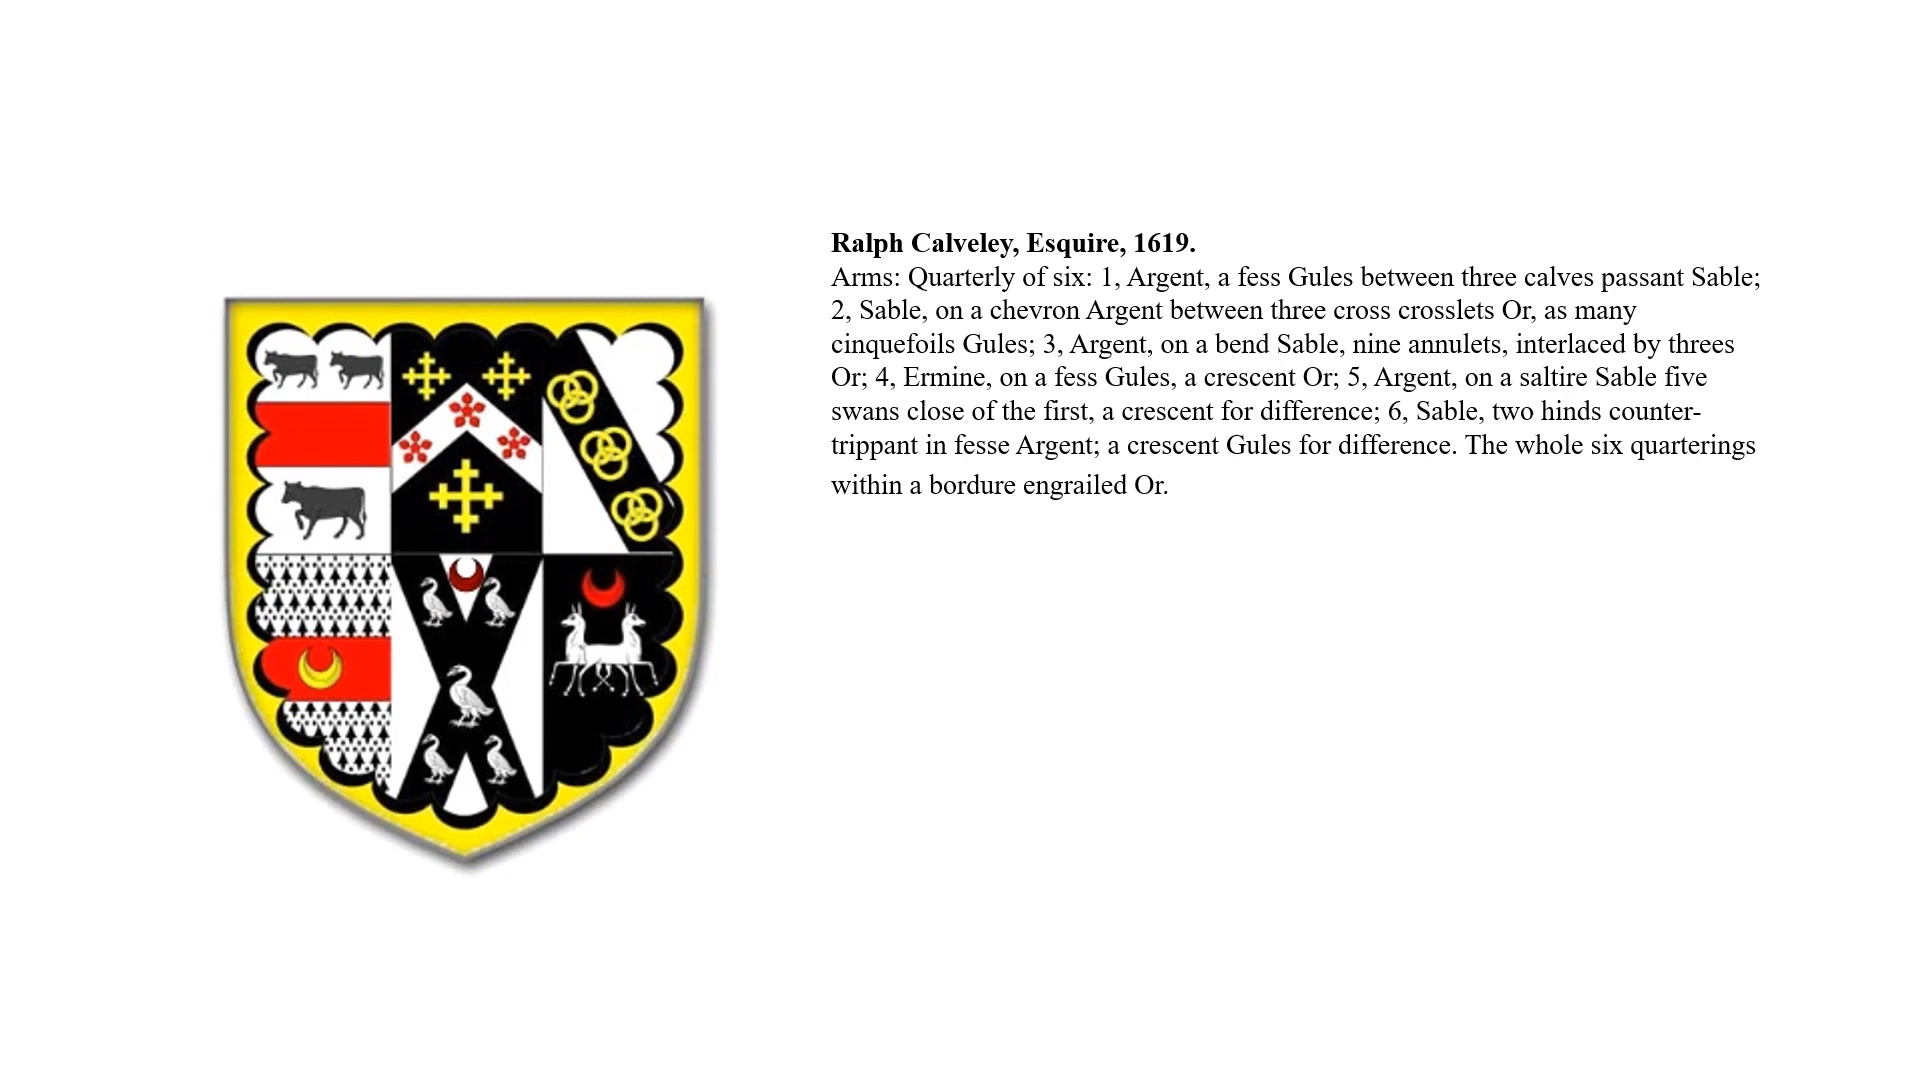 Ralph Calveley, Esquire, 1619.
Arms: Quarterly of six: 1, Argent, a fess Gules between three calves passant Sable;
2, Sable, on a chevron Argent between three cross crosslets Or, as many
cinquefoils Gules; 3, Argent, on a bend Sable, nine annulets, interlaced by threes
Or; 4, Ermine, on a fess Gules, a crescent Or; 5, Argent, on a saltire Sable five
swans close of the first, a crescent for difference; 6, Sable, two hinds counter-
trippant in fesse Argent; a crescent Gules for difference. The whole six quarterings
within a bordure engrailed Or.